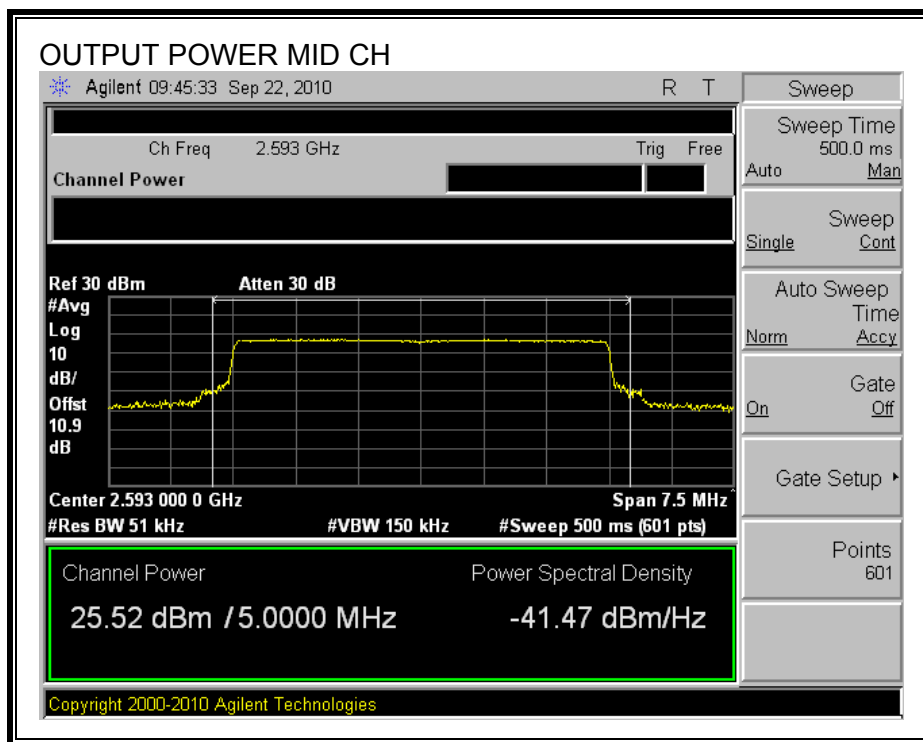 OUTPUT POWER MID CH
Agilent 09:45:33 Sep 22, 2010 R T
Ch Freq 2.593 GHz Trig Free
Channel Power
Ref 30 dBm Atten 30 dB
#Avg
Log
10
dB/
Offst
10.9
dB
Center 2.593 000 0 GHz Span 7.5 MHz
#Res BW 51 kHz #VBW 150 kHz #Sweep 500 ms (601 pts)
Channel Power Power Spectral Density
25.52 dBm / 5.0000 MHz -41.47 dBm/Hz
Copyright 2000-2010 Agilent Technologies
Sweep
Sweep Time
500.0 ms
Auto Man
Sweep
Single Cont
Auto Sweep
Time
Norm Accy
Gate
On Off
Gate Setup
Points
601